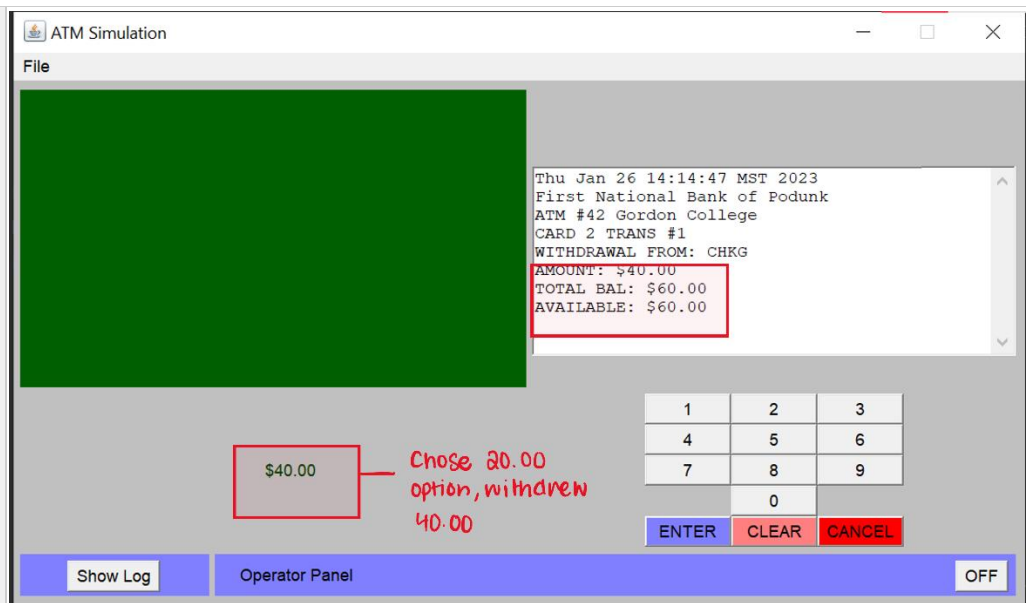 ATM Simulation
File
Thu Jan 26 14:14:47 MST 2023
First National Bank of Podunk
ATM #42 Gordon College
CARD 2 TRANS #1
WITHDRAWAL FROM: CHKG
AMOUNT: $40.00
TOTAL BAL: $60.00
AVAILABLE: $60.00
$40.00
Chose 20.00
option, withdrew
40.00
1 2 3
4 5 6
7 8 9
0
ENTER CLEAR CANCEL
Show Log Operator Panel OFF